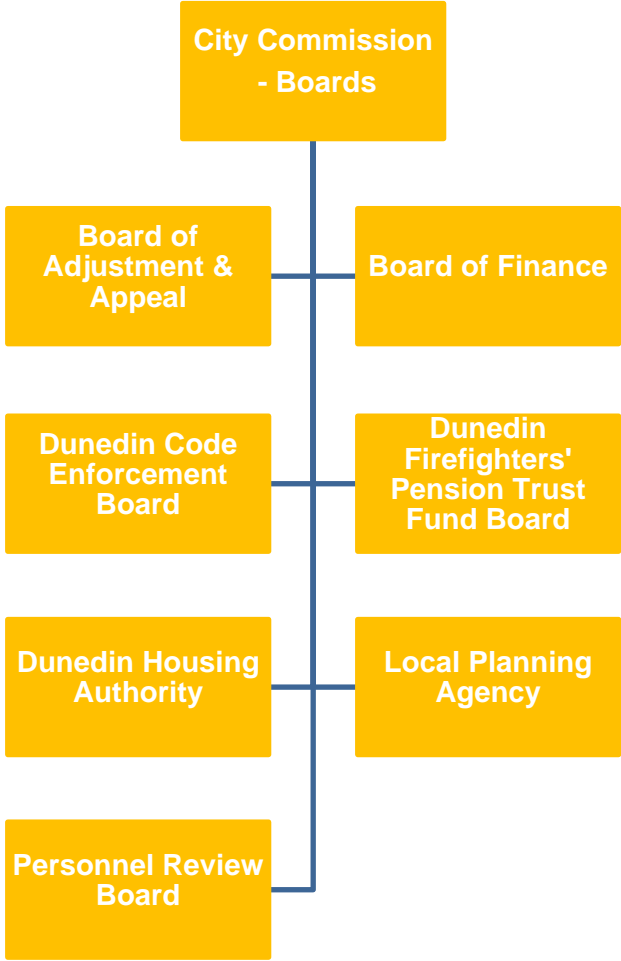 City Commission
- Boards
Board of
Adjustment &
Appeal
Board of Finance
Dunedin Code
Enforcement
Board
Dunedin
Firefighters'
Pension Trust
Fund Board
Dunedin Housing
Authority
Local Planning
Agency
Personnel Review
Board